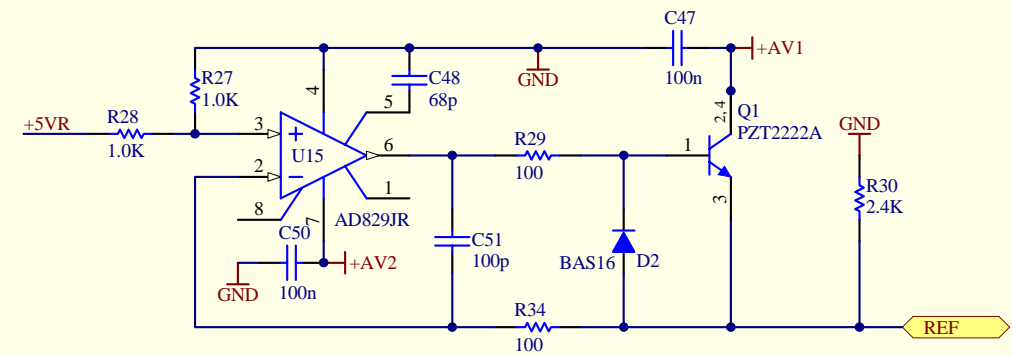 C47
+AV1
100n
GND
R27
1.0K
C48
68p
4
5
2,4
Q1
PZT2222A
+5VR
R28
1.0K
3
+
U15
6
R29
100
1
GND
2
−
1
R30
2.4K
3
8
7
AD829JR
C50
+AV2
GND
100n
C51
100p
BAS16
D2
R34
100
REF